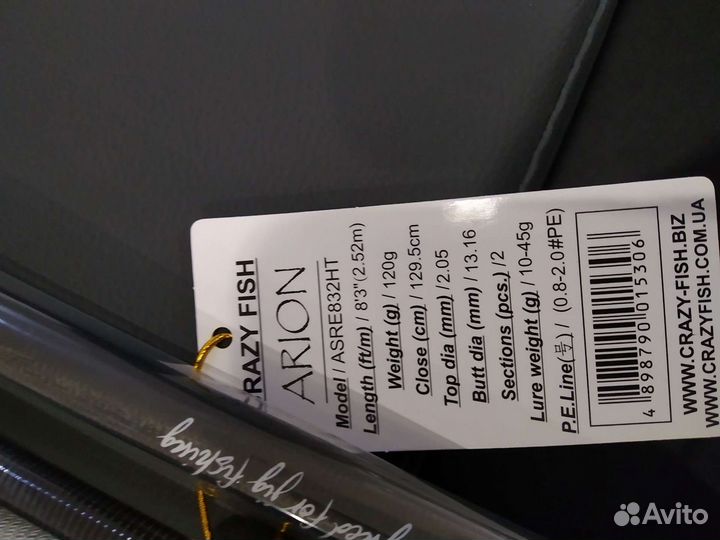 CRAZY FISH
ARION
Model / ASRE832HT
Length (ft/m) / 8'3"(2.52m)
Weight (g) / 120g
Close (cm) / 129.5cm
Top dia (mm) / 2.05
Butt dia (mm) / 13.16
Sections (pcs.) / 2
Lure weight (g) / 10-45g
P.E.Line(号) / (0.8-2.0#PE)
4 898790 015306
WWW.CRAZY-FISH.BIZ
WWW.CRAZYFISH.COM.UA
for jig fishing
Avito